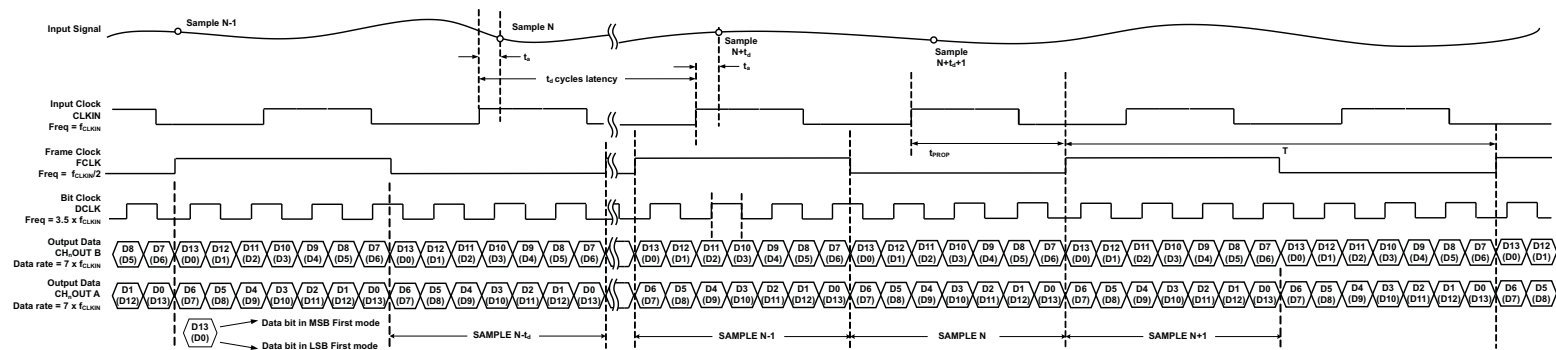 Input Signal
Sample N-1
Sample N
Sample
N+td
Sample
N+td+1
ta
ta
td cycles latency
Input Clock
CLKIN
Freq = fCLKIN
Frame Clock
FCLK
Freq = fCLKIN/2
tPROP
T
Bit Clock
DCLK
Freq = 3.5 x fCLKIN
Output Data
CHnOUT B
Data rate = 7 x fCLKIN
D8 D7 D13 D12 D11 D10 D9 D8 D7 D13 D12 D11 D10 D9 D8 D7 D13 D12 D11 D10 D9 D8 D7 D13 D12 D11 D10 D9 D8 D7 D13 D12 D11 D10 D9 D8 D7 D13 D12 D11 D10 D9 D8 D7 D13 D12
(D5) (D6) (D0) (D1) (D2) (D3) (D4) (D5) (D6) (D0) (D1) (D2) (D3) (D4) (D5) (D6) (D0) (D1) (D2) (D3) (D4) (D5) (D6) (D0) (D1) (D2) (D3) (D4) (D5) (D6) (D0) (D1) (D2) (D3) (D4) (D5) (D6) (D0) (D1) (D2) (D3) (D4) (D5) (D6) (D0) (D1)
Output Data
CHnOUT A
Data rate = 7 x fCLKIN
D1 D0 D6 D5 D4 D3 D2 D1 D0 D6 D5 D4 D3 D2 D1 D0 D6 D5 D4 D3 D2 D1 D0 D6 D5 D4 D3 D2 D1 D0 D6 D5 D4 D3 D2 D1 D0 D6 D5 D4 D3 D2 D1 D0 D6 D5
(D12) (D13) (D7) (D8) (D9) (D10) (D11) (D12) (D13) (D7) (D8) (D9) (D10) (D11) (D12) (D13) (D7) (D8) (D9) (D10) (D11) (D12) (D13) (D7) (D8) (D9) (D10) (D11) (D12) (D13) (D7) (D8) (D9) (D10) (D11) (D12) (D13) (D7) (D8) (D9) (D10) (D11) (D12) (D13) (D7) (D8)
D13
(D0)
Data bit in MSB First mode
Data bit in LSB First mode
SAMPLE N-td
SAMPLE N-1
SAMPLE N
SAMPLE N+1